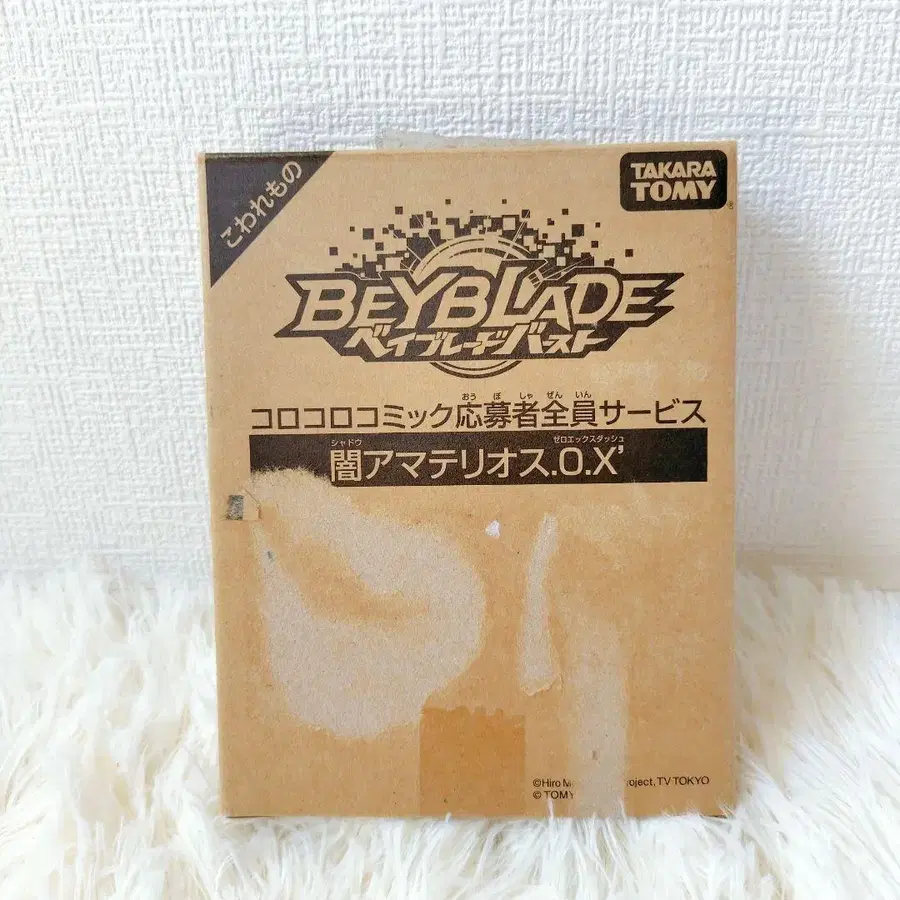 こわれもの
TAKARA
TOMY
BEYBLADE
ベイブレードバースト
おうぼしゃぜんいん
コロコロコミック応募者全員サービス
シャドウ ゼロエックスダッシュ
闇アマテリオス.0.X’
©Hiro roject, TV TOKYO
© TOMY